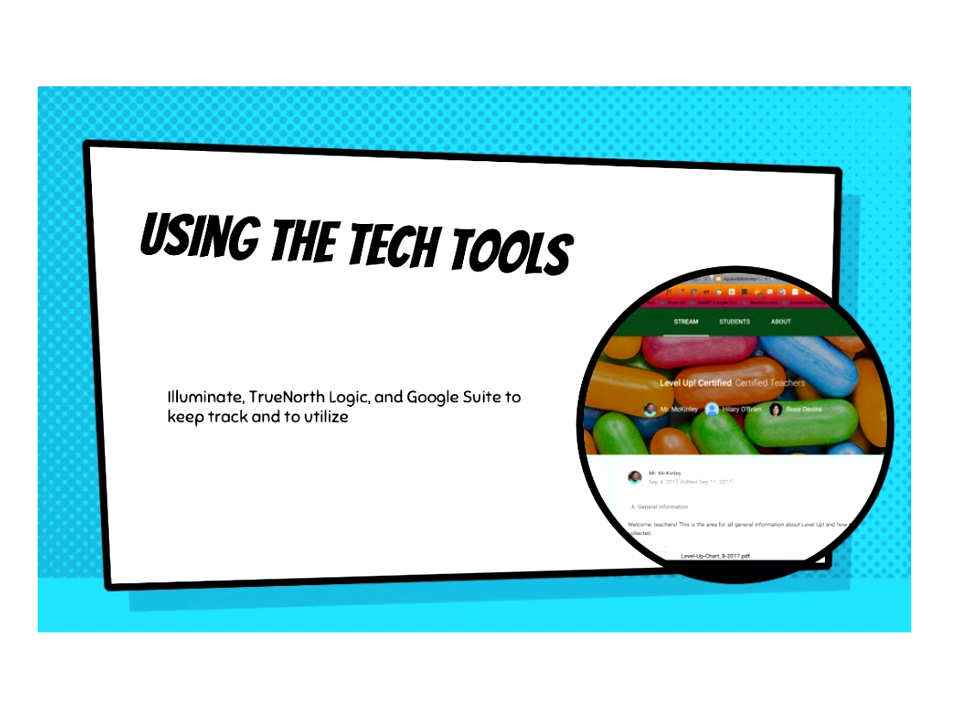 USING THE TECH TOOLS
Illuminate, TrueNorth Logic, and Google Suite to
keep track and to utilize
STREAM STUDENTS ABOUT
Level Up! Certified Certified Teachers
Mr. McKinley Hilary O'Brien Rose Devine
Mr. McKinley
Sep 4, 2017 (Edited Sep 11, 2017)
A. General information
Welcome, teachers! This is the area for all general information about Level Up! and how
ollected.
Level-Up-Chart_8-2017.pdf